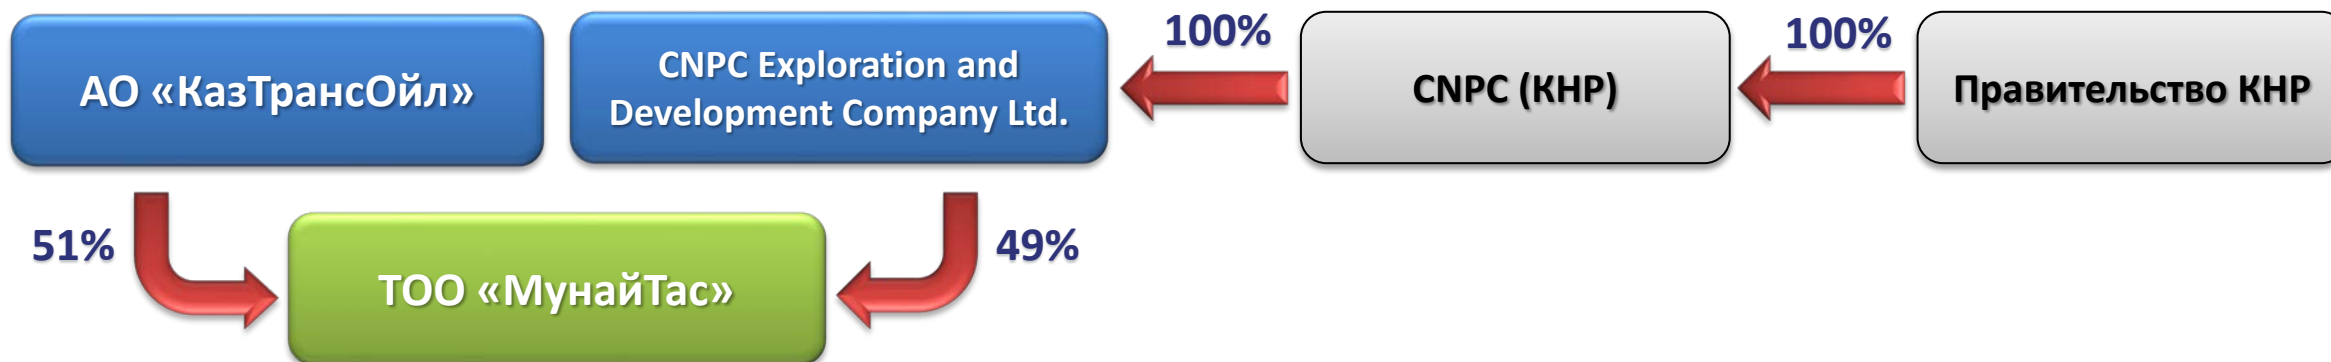 АО «КазТрансОйл»
CNPC Exploration and
Development Company Ltd.
100%
CNPC (КНР)
100%
Правительство КНР
51%
ТОО «МунайТас»
49%